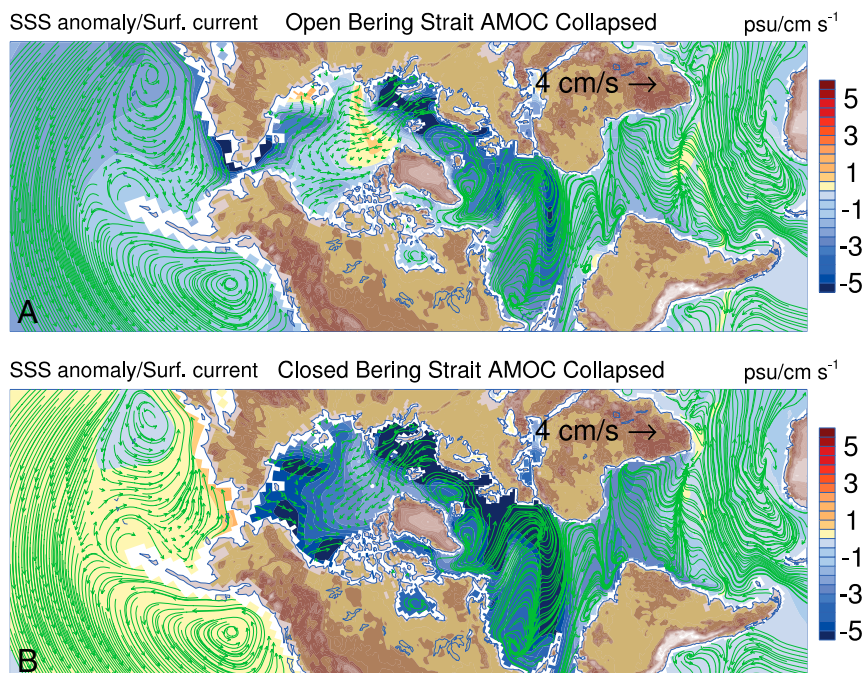 SSS anomaly/Surf. current Open Bering Strait AMOC Collapsed psu/cm s⁻¹
4 cm/s →
5
3
1
-1
-3
-5
A
SSS anomaly/Surf. current Closed Bering Strait AMOC Collapsed psu/cm s⁻¹
4 cm/s →
5
3
1
-1
-3
-5
B